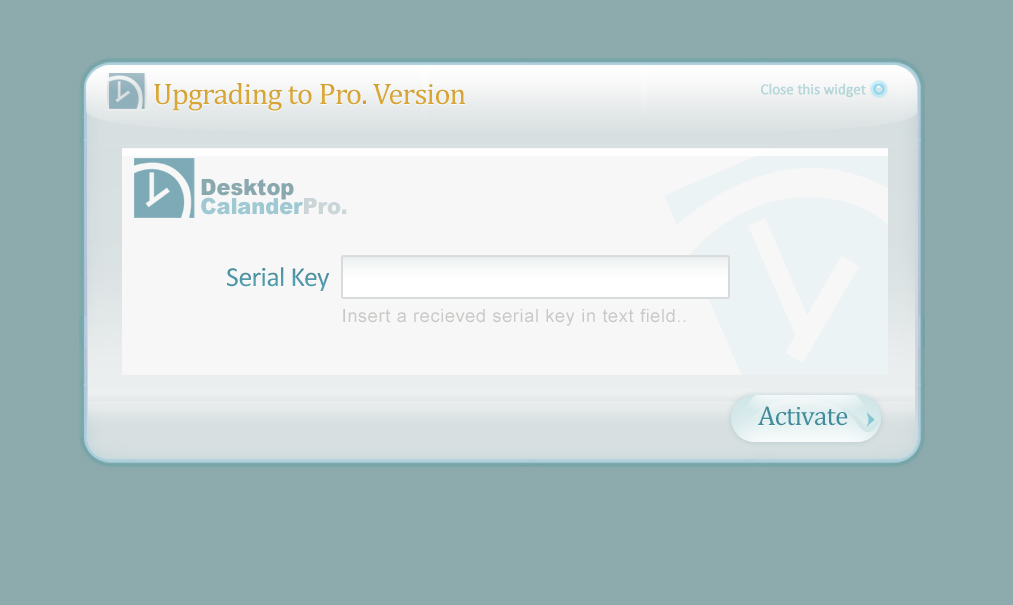 Upgrading to Pro. Version
Close this widget
Desktop
CalanderPro.
Serial Key
Insert a recieved serial key in text field..
Activate